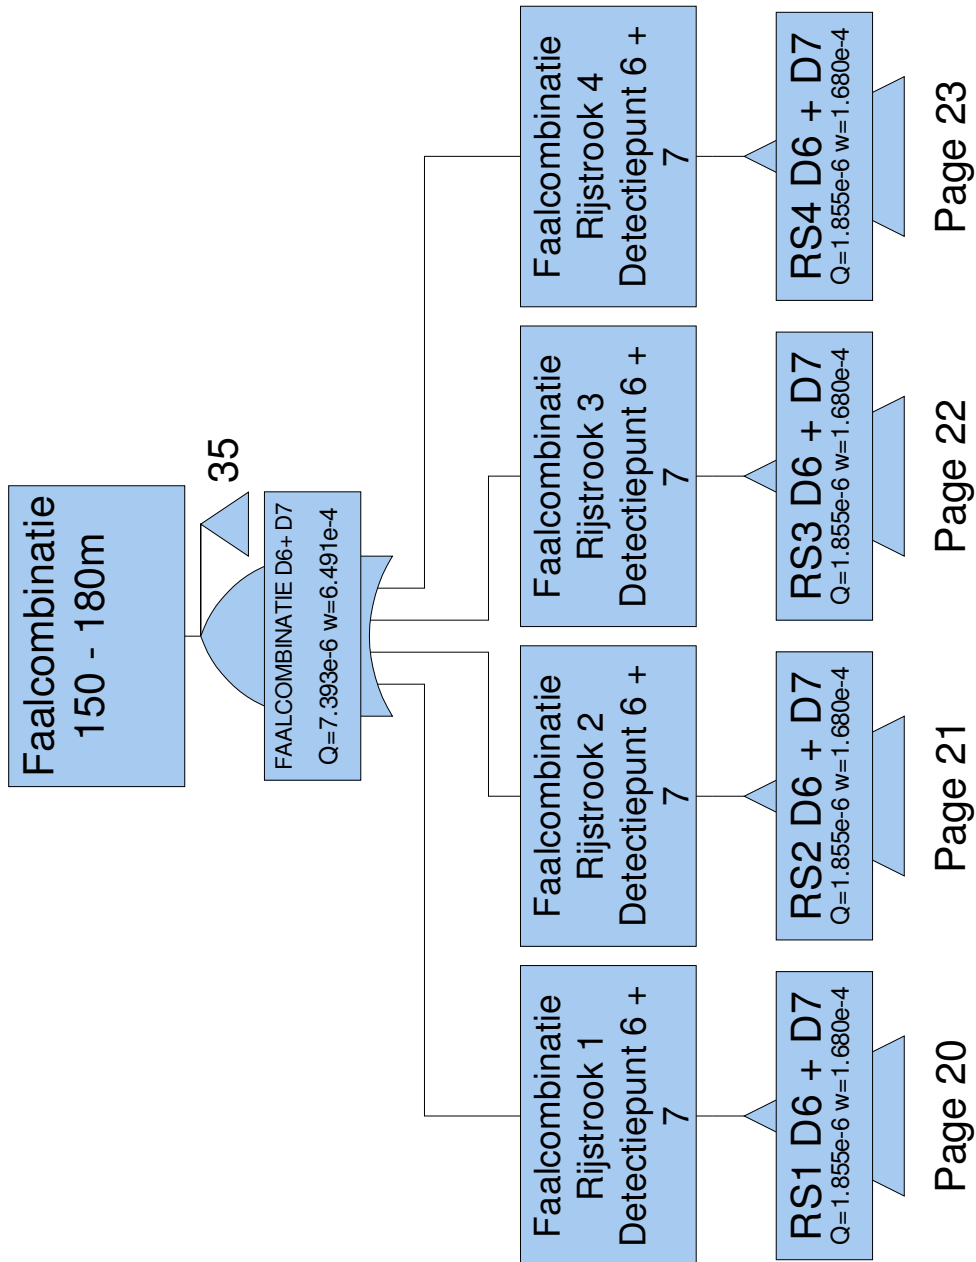 Faalcombinatie
150 - 180m
35
FAALCOMBINATIE D6+ D7
Q=7.393e-6 w=6.491e-4
Faalcombinatie
Rijstrook 1
Detectiepunt 6 +
7
Faalcombinatie
Rijstrook 2
Detectiepunt 6 +
7
Faalcombinatie
Rijstrook 3
Detectiepunt 6 +
7
Faalcombinatie
Rijstrook 4
Detectiepunt 6 +
7
RS1 D6 + D7
Q=1.855e-6 w=1.680e-4
Page 20
RS2 D6 + D7
Q=1.855e-6 w=1.680e-4
Page 21
RS3 D6 + D7
Q=1.855e-6 w=1.680e-4
Page 22
RS4 D6 + D7
Q=1.855e-6 w=1.680e-4
Page 23